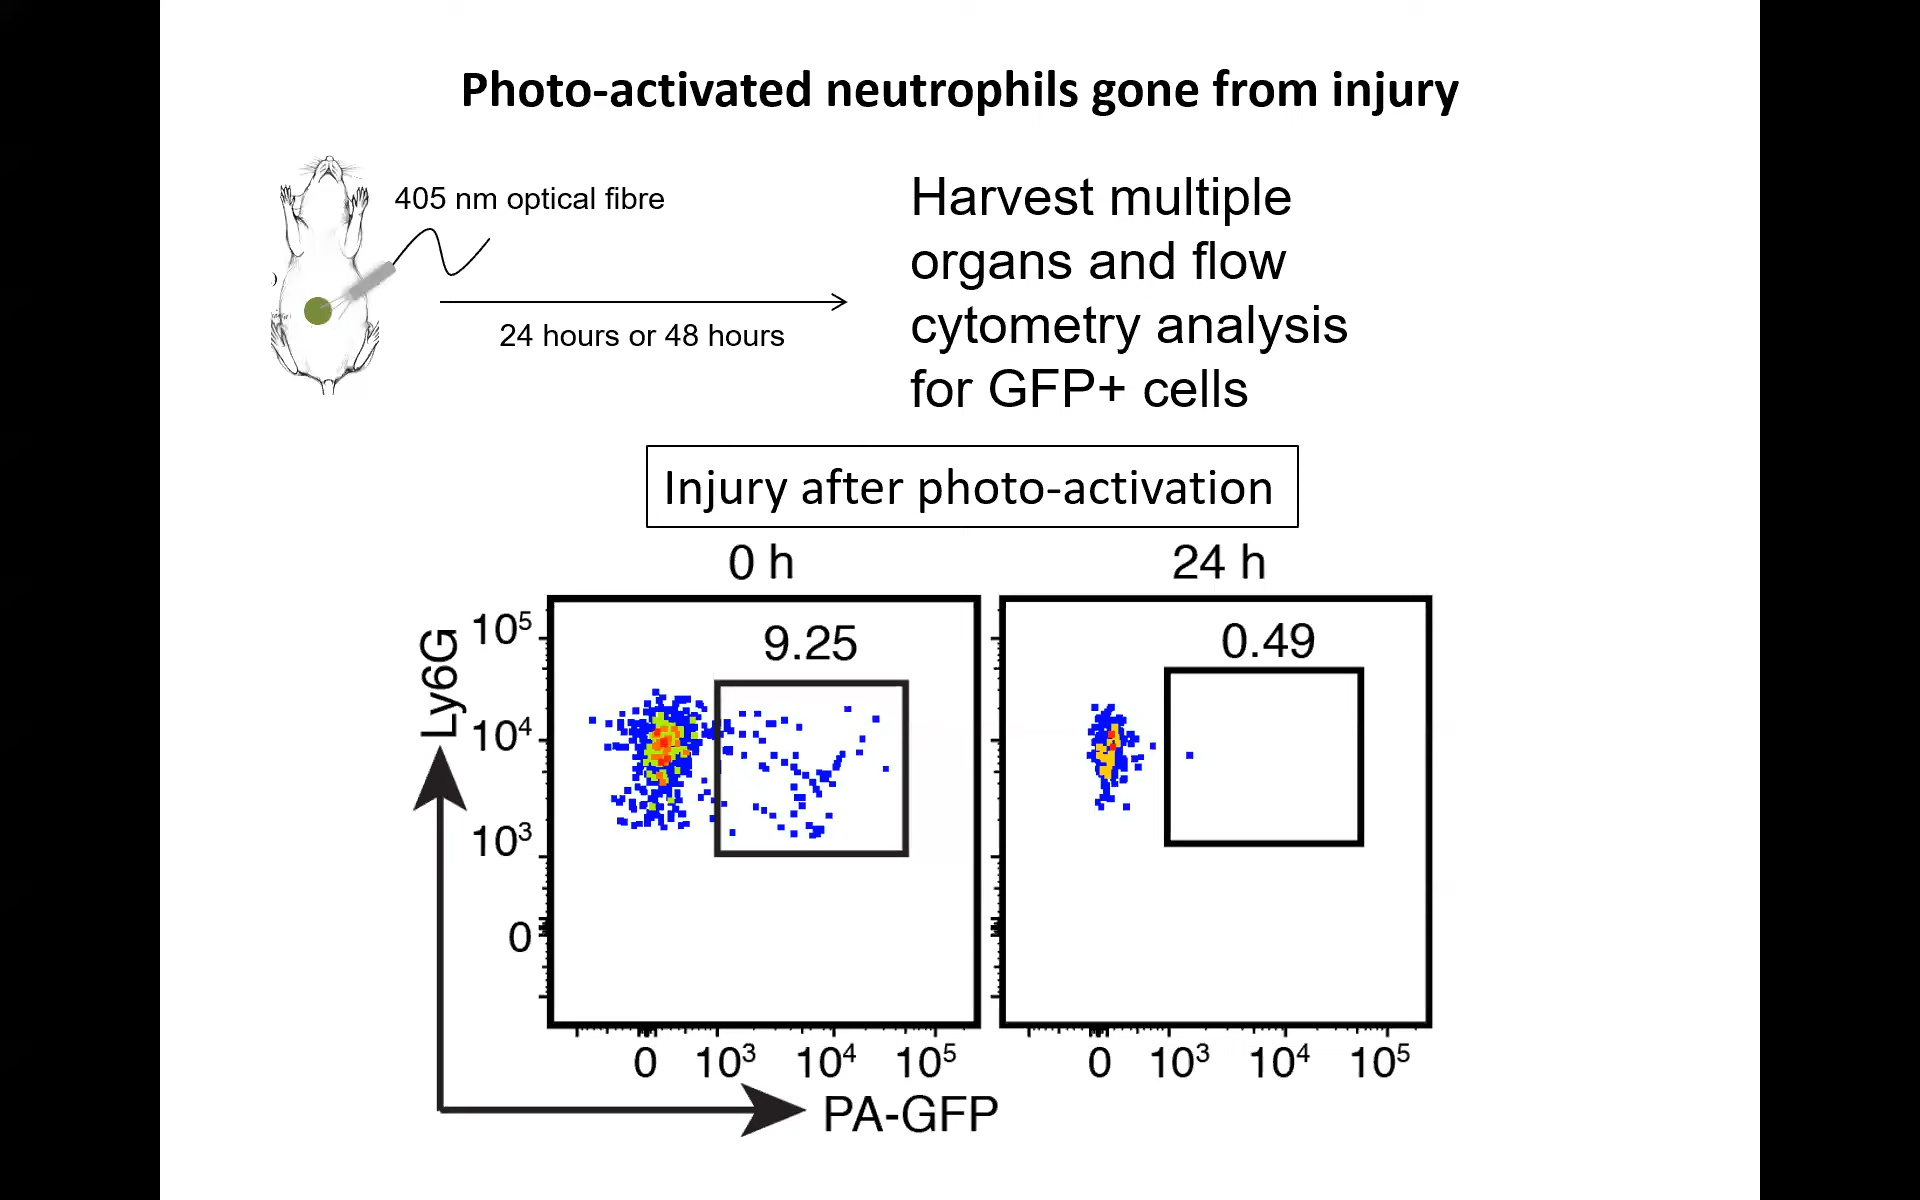 Photo-activated neutrophils gone from injury
405 nm optical fibre
24 hours or 48 hours
Harvest multiple
organs and flow
cytometry analysis
for GFP+ cells
Injury after photo-activation
0 h
24 h
9.25
0.49
Ly6G
10⁵
10⁴
10³
0
0 10³ 10⁴ 10⁵
0 10³ 10⁴ 10⁵
PA-GFP